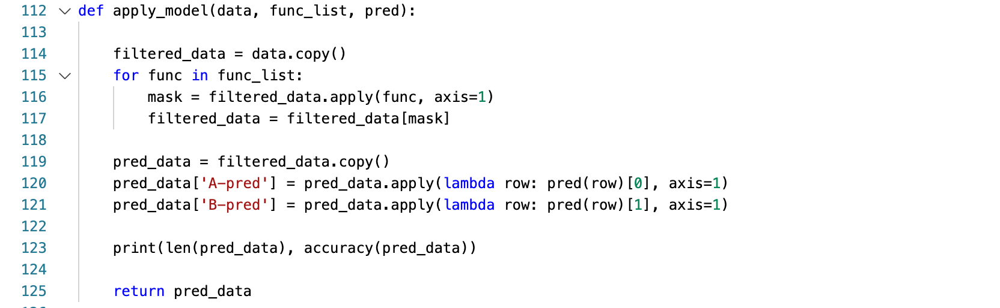 112 def apply_model(data, func_list, pred):
113
114     filtered_data = data.copy()
115     for func in func_list:
116         mask = filtered_data.apply(func, axis=1)
117         filtered_data = filtered_data[mask]
118
119     pred_data = filtered_data.copy()
120     pred_data['A-pred'] = pred_data.apply(lambda row: pred(row)[0], axis=1)
121     pred_data['B-pred'] = pred_data.apply(lambda row: pred(row)[1], axis=1)
122
123     print(len(pred_data), accuracy(pred_data))
124
125     return pred_data